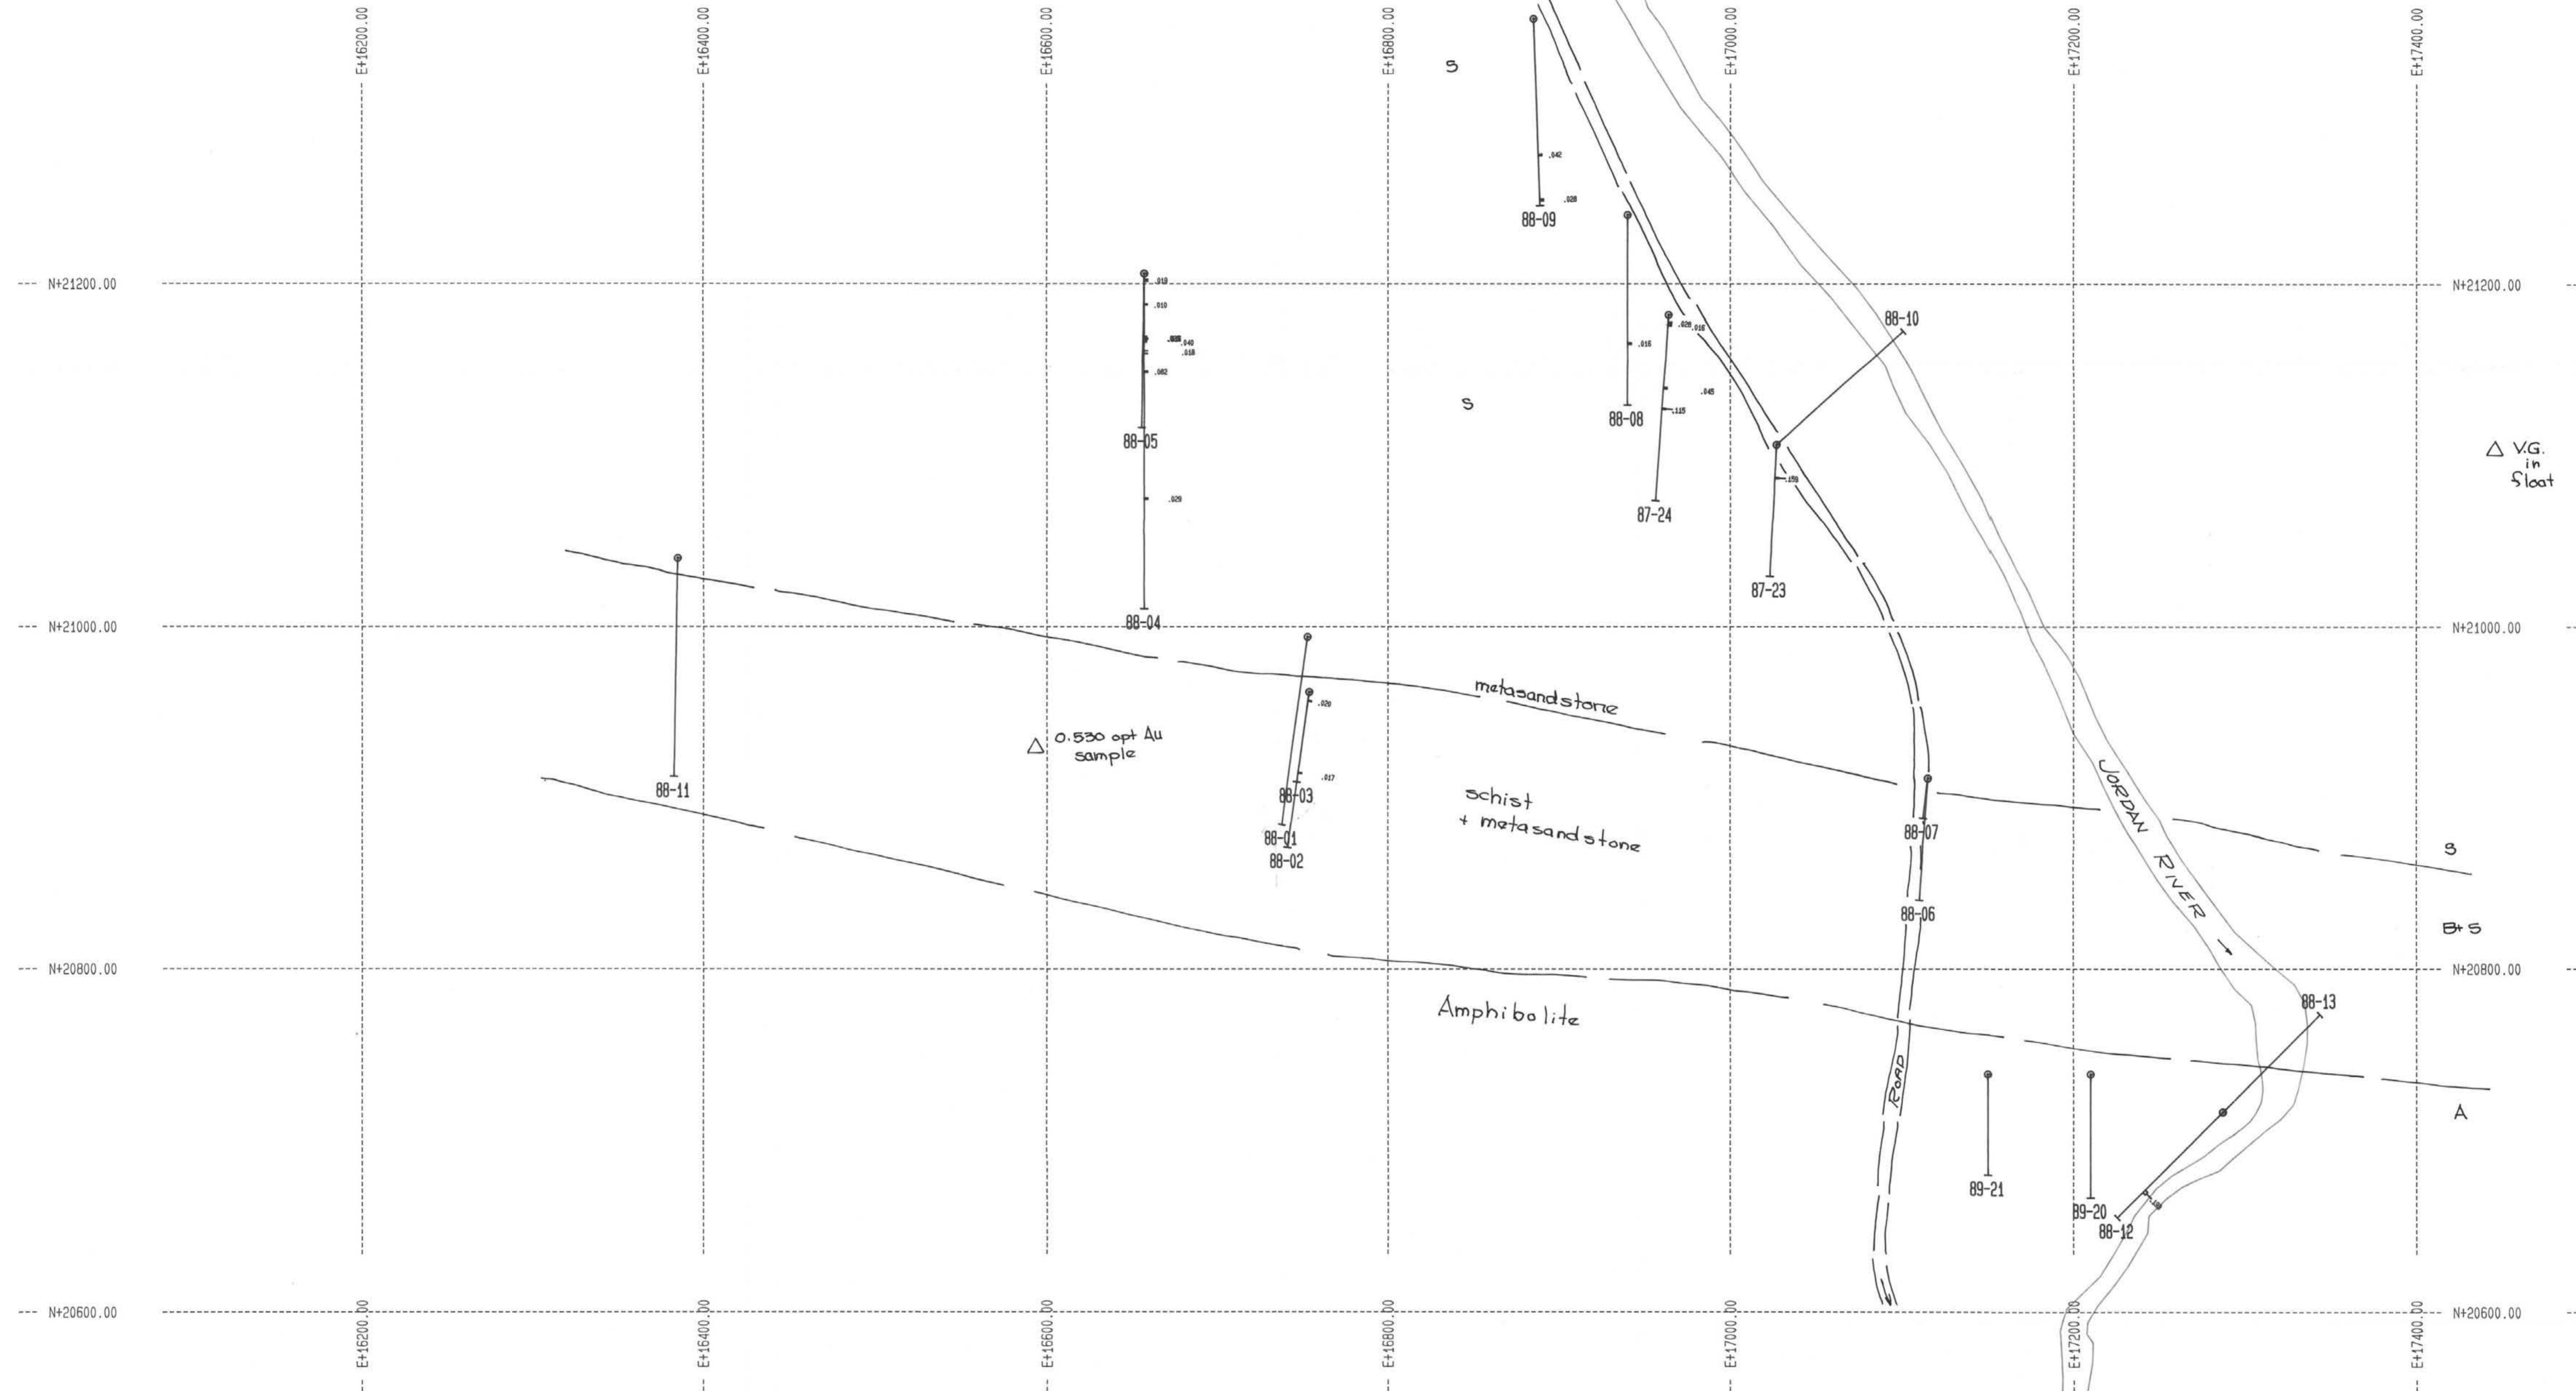 E+16200.00
E+16400.00
E+16600.00
E+16800.00
E+17000.00
E+17200.00
E+17400.00
S
.042
.028
88-09
N+21200.00
N+21200.00
.019
.010
.040
.018
.062
88-05
.029
88-04
.016
88-08
.028
.016
.045
.115
87-24
88-10
87-23
S
△ V.G.
in
float
N+21000.00
N+21000.00
metasandstone
△ 0.530 opt Au
sample
.020
.017
88-03
88-01
88-02
88-11
schist
+ metasandstone
88-07
88-06
JORDAN RIVER
S
B+S
N+20800.00
N+20800.00
Amphibolite
88-13
ROAD
A
89-21
89-20
88-12
N+20600.00
N+20600.00
E+16200.00
E+16400.00
E+16600.00
E+16800.00
E+17000.00
E+17200.00
E+17400.00